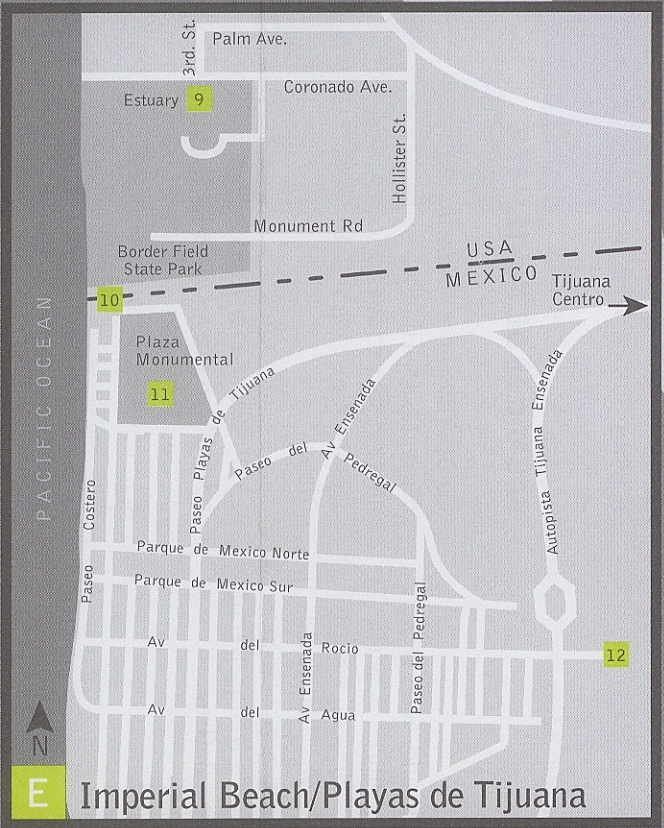 3rd. St.
Palm Ave.
Coronado Ave.
Estuary 9
Hollister St.
Monument Rd
Border Field
State Park
USA
MEXICO
Tijuana
Centro
10
Plaza
Monumental
11
PACIFIC OCEAN
Paseo Playas de Tijuana
Av Ensenada
Autopista Tijuana Ensenada
Paseo del Pedregal
Paseo Costero
Parque de Mexico Norte
Parque de Mexico Sur
Av del Rocio
12
Av Ensenada
Paseo del Pedregal
Av del Agua
N
E Imperial Beach/Playas de Tijuana